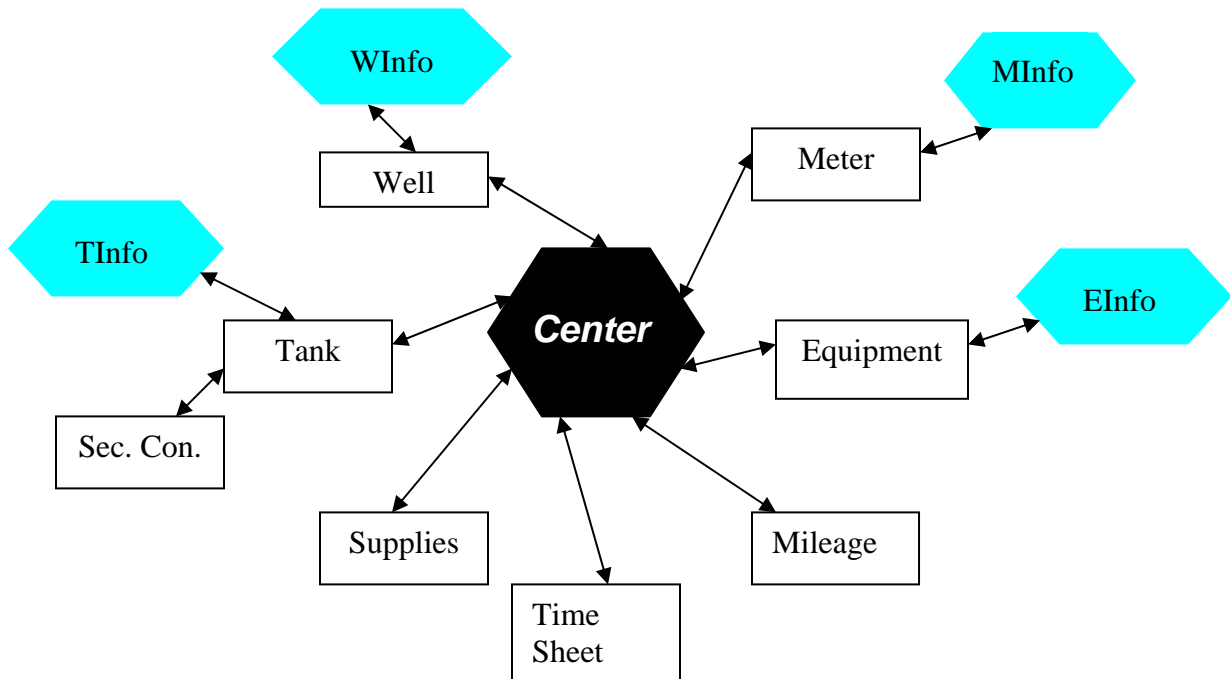 WInfo
MInfo
Meter
Well
TInfo
EInfo
Center
Tank
Equipment
Sec. Con.
Supplies
Mileage
Time
Sheet